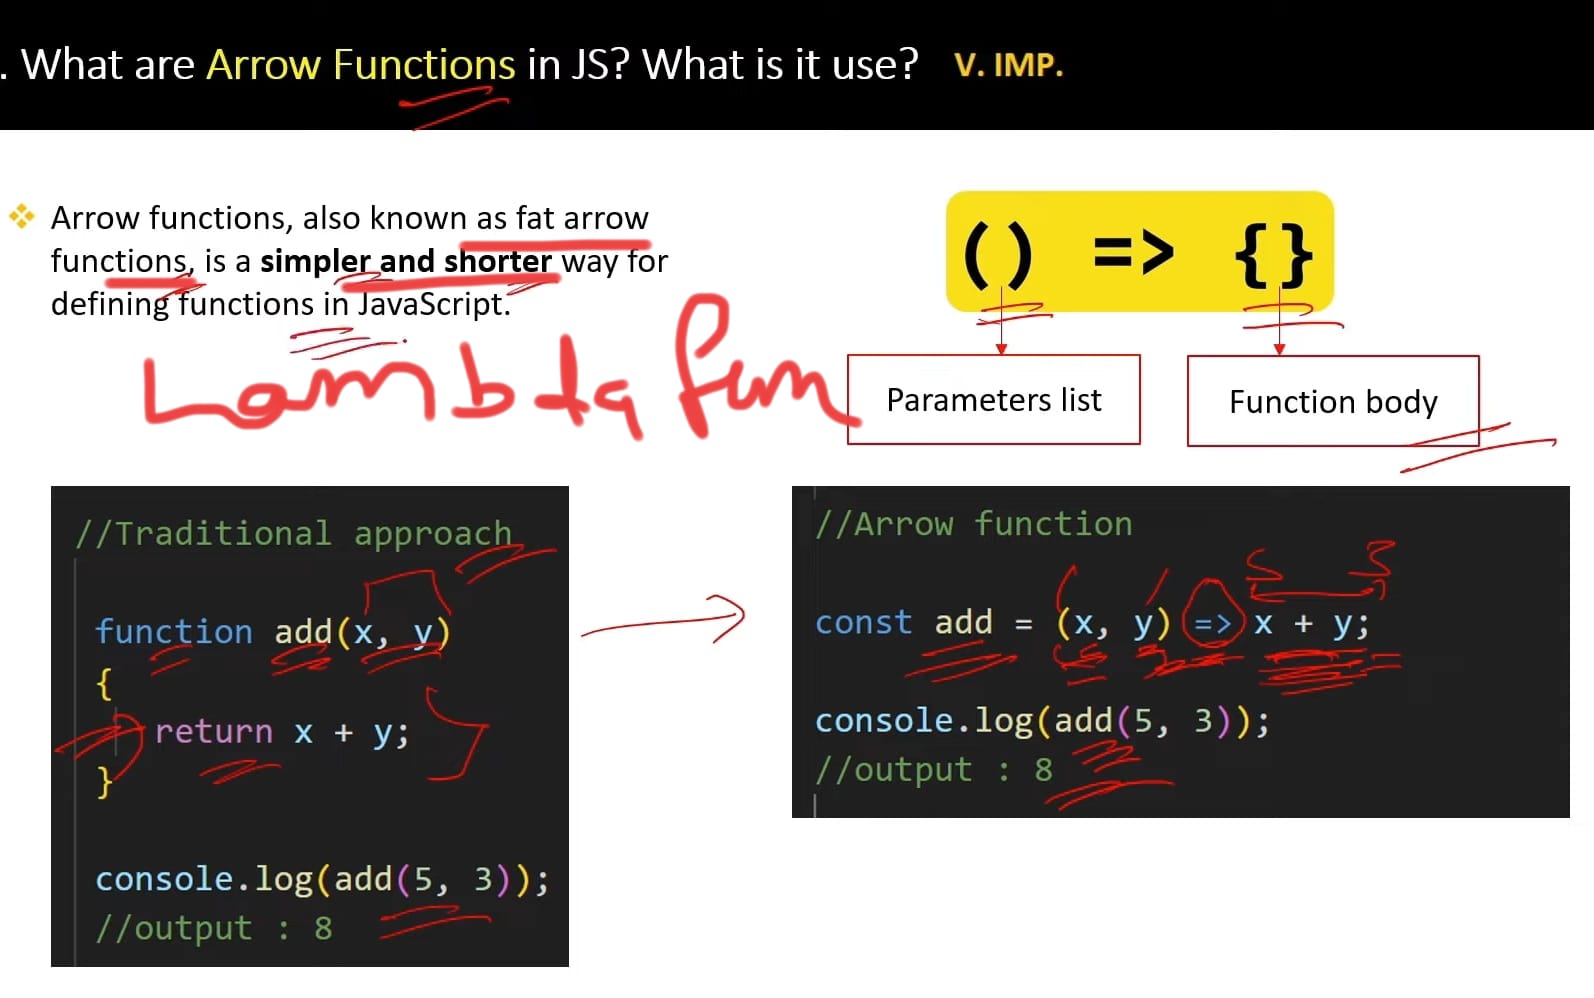 . What are Arrow Functions in JS? What is it use? V. IMP.
Arrow functions, also known as fat arrow
functions, is a simpler and shorter way for
defining functions in JavaScript.
() => {}
Parameters list
Function body
Lambda fun
//Traditional approach
function add(x, y)
{
return x + y;
}
console.log(add(5, 3));
//output : 8
//Arrow function
5 3
const add = (x, y) => x + y;
console.log(add(5, 3));
//output : 8